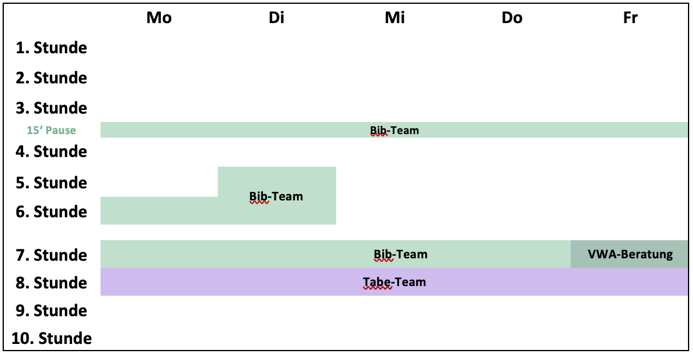 Mo Di Mi Do Fr
1. Stunde
2. Stunde
3. Stunde
15‘ Pause Bib-Team
4. Stunde
5. Stunde
Bib-Team
6. Stunde
7. Stunde Bib-Team VWA-Beratung
8. Stunde Tabe-Team
9. Stunde
10. Stunde